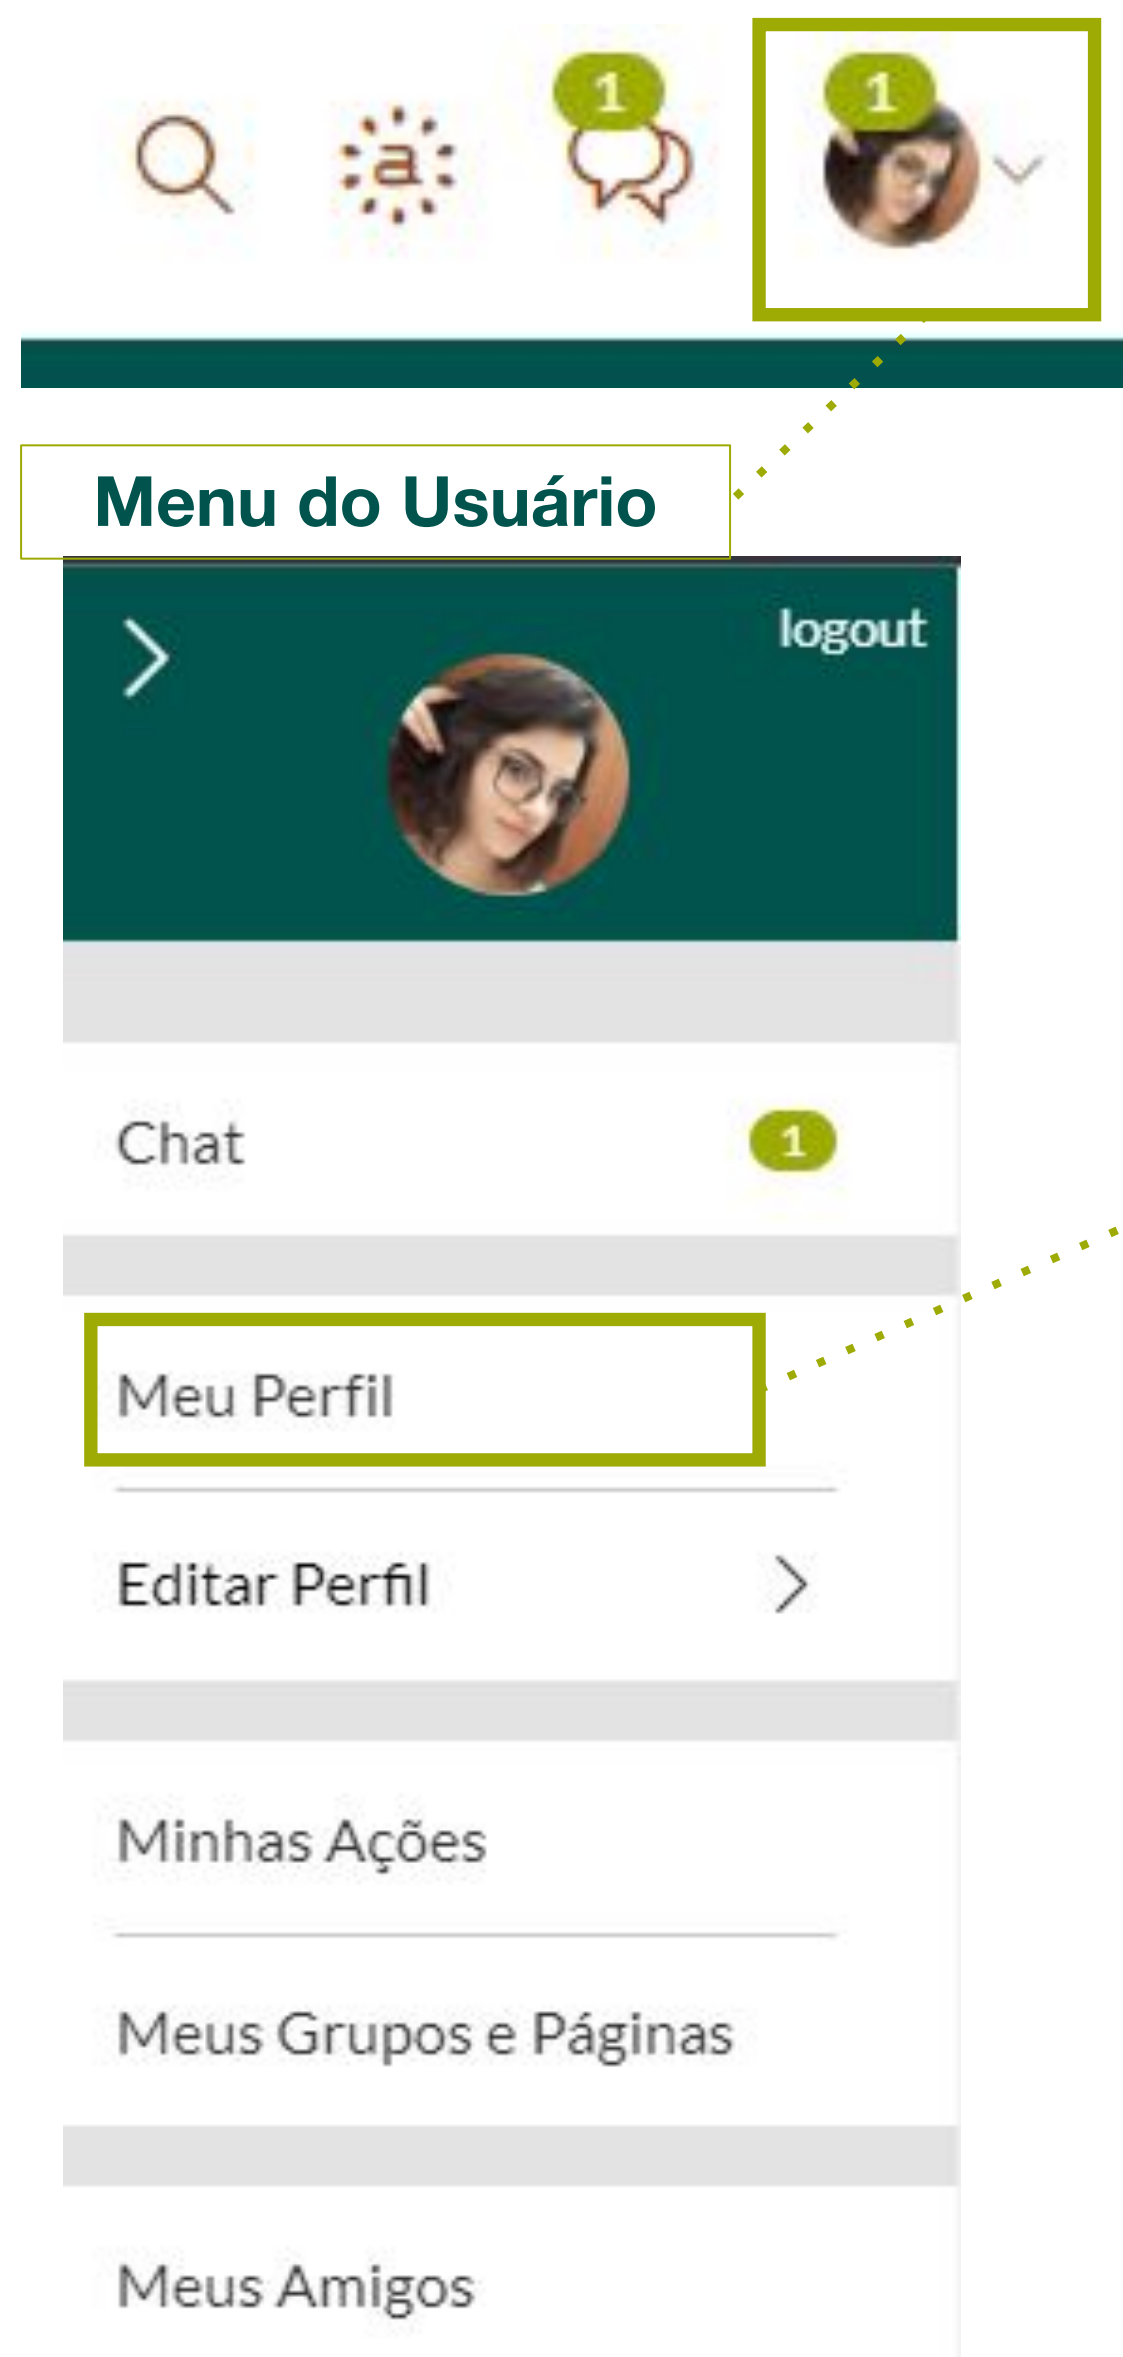 a
1
1
Menu do Usuário
logout
Chat
1
Meu Perfil
Editar Perfil
Minhas Ações
Meus Grupos e Páginas
Meus Amigos